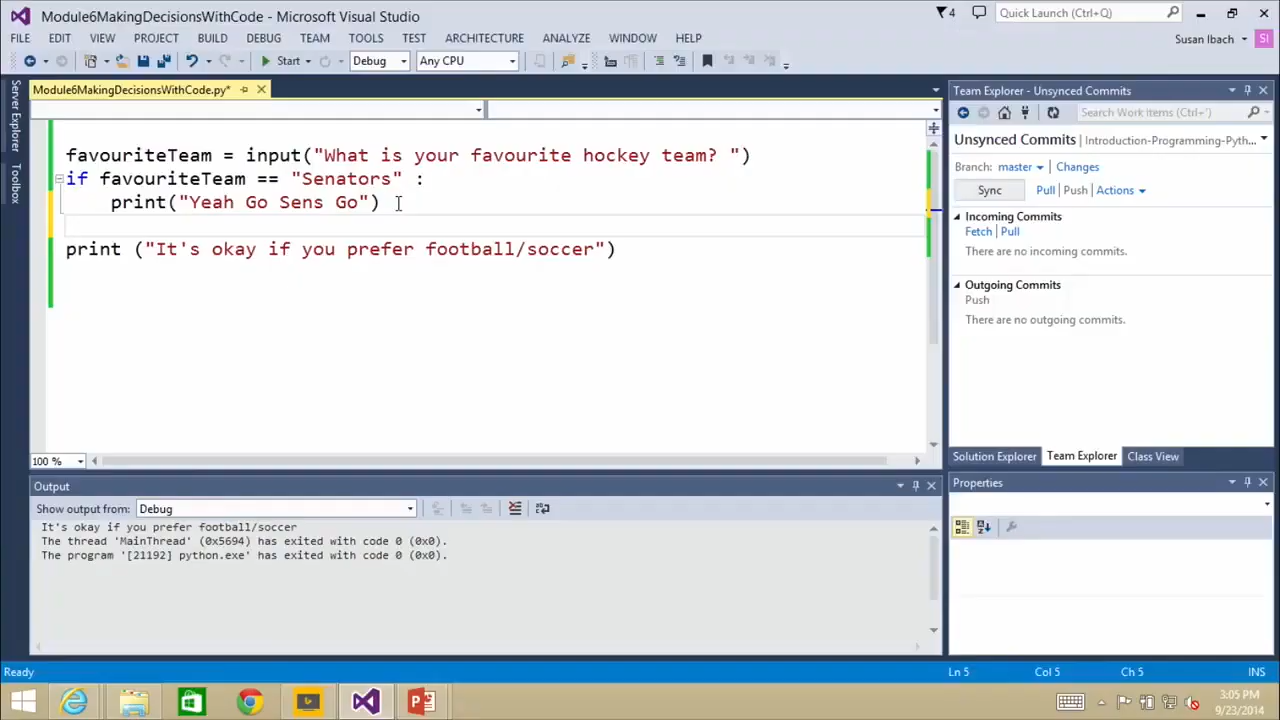 Module6MakingDecisionsWithCode - Microsoft Visual Studio
4
Quick Launch (Ctrl+Q)
FILE EDIT VIEW PROJECT BUILD DEBUG TEAM TOOLS TEST ARCHITECTURE ANALYZE WINDOW HELP
Susan Ibach
SI
Start
Debug
Any CPU
Server Explorer
Toolbox
Module6MakingDecisionsWithCode.py*
favouriteTeam = input("What is your favourite hockey team? ")
if favouriteTeam == "Senators" :
print("Yeah Go Sens Go")
print ("It's okay if you prefer football/soccer")
100 %
Team Explorer - Unsynced Commits
Search Work Items (Ctrl+')
Unsynced Commits | Introduction-Programming-Pyth...
Branch: master Changes
Sync Pull | Push | Actions
Incoming Commits
Fetch | Pull
There are no incoming commits.
Outgoing Commits
Push
There are no outgoing commits.
Solution Explorer Team Explorer Class View
Properties
Output
Show output from: Debug
It's okay if you prefer football/soccer
The thread 'MainThread' (0x5694) has exited with code 0 (0x0).
The program '[21192] python.exe' has exited with code 0 (0x0).
Ready
Ln 5 Col 5 Ch 5 INS
3:05 PM
9/23/2014